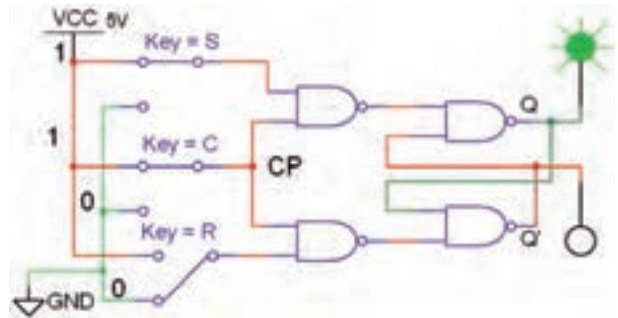 VCC 5V
1
Key = S
1
Key = C
CP
0
Key = R
0
GND
Q
Q'